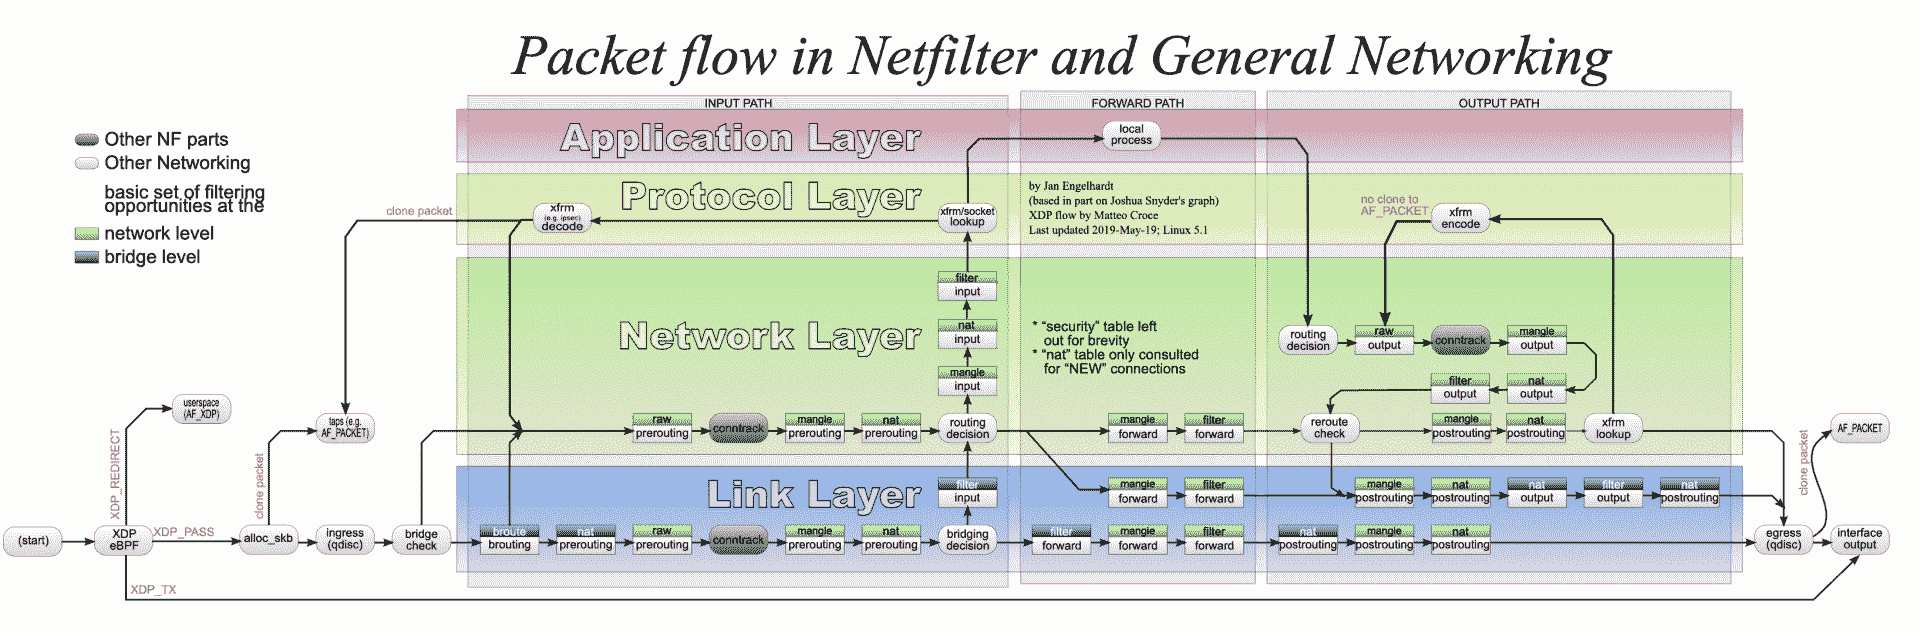 Packet flow in Netfilter and General Networking
INPUT PATH
FORWARD PATH
OUTPUT PATH
Other NF parts
Other Networking
basic set of filtering
opportunities at the
network level
bridge level
Application Layer
local
process
Protocol Layer
by Jan Engelhardt
(based in part on Joshua Snyder's graph)
XDP flow by Matteo Croce
Last updated 2019-May-19; Linux 5.1
clone packet
xfrm
(e.g. ipsec)
decode
xfrm/socket
lookup
no clone to
AF_PACKET
xfrm
encode
Network Layer
filter
input
nat
input
mangle
input
* “security” table left
out for brevity
* “nat” table only consulted
for “NEW” connections
routing
decision
raw
output
conntrack
mangle
output
filter
output
nat
output
userspace
(AF_XDP)
taps (e.g.
AF_PACKET)
raw
prerouting
conntrack
mangle
prerouting
nat
prerouting
routing
decision
mangle
forward
filter
forward
reroute
check
mangle
postrouting
nat
postrouting
xfrm
lookup
AF_PACKET
XDP_REDIRECT
clone packet
clone packet
Link Layer
filter
input
mangle
forward
filter
forward
mangle
postrouting
nat
postrouting
nat
output
filter
output
nat
postrouting
(start)
XDP
eBPF
XDP_PASS
alloc_skb
ingress
(qdisc)
bridge
check
broute
brouting
nat
prerouting
raw
prerouting
conntrack
mangle
prerouting
nat
prerouting
bridging
decision
filter
forward
mangle
forward
filter
forward
nat
postrouting
mangle
postrouting
nat
postrouting
egress
(qdisc)
interface
output
XDP_TX